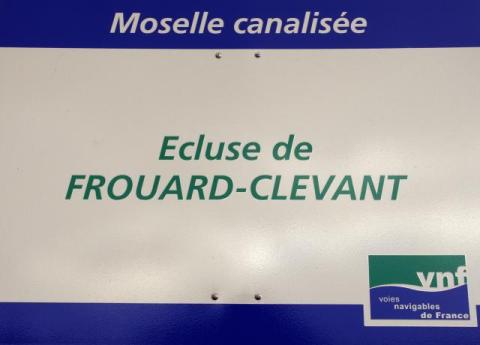 Moselle canalisée
Ecluse de
FROUARD-CLEVANT
vnf
voies
navigables
de France